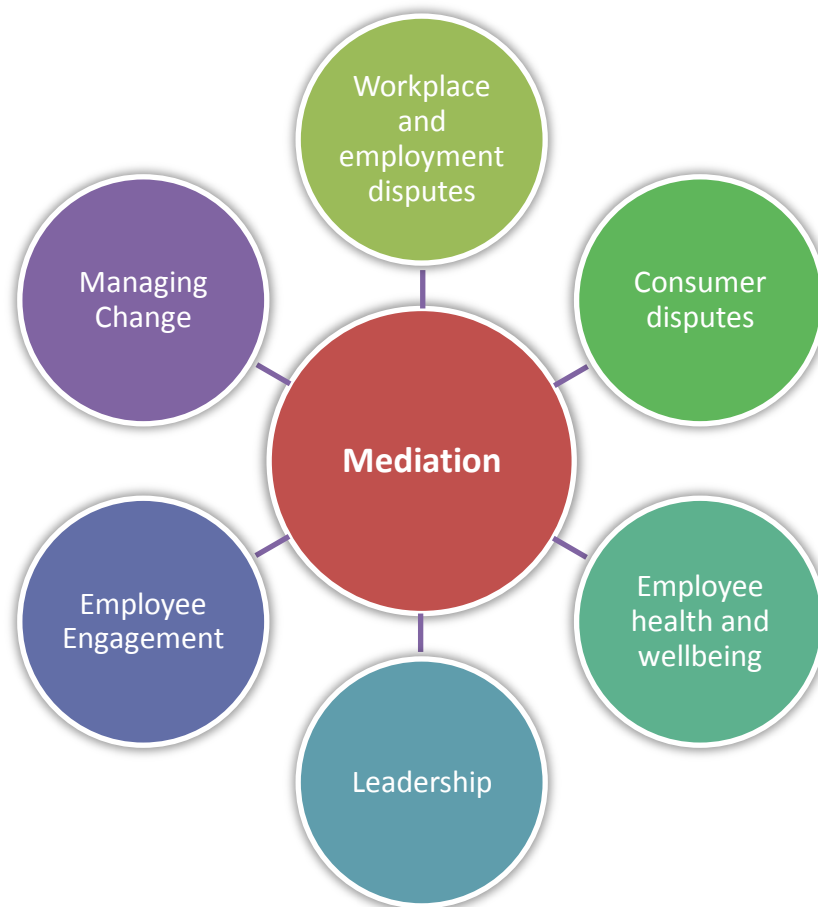 Workplace
and
employment
disputes
Managing
Change
Consumer
disputes
Mediation
Employee
Engagement
Employee
health and
wellbeing
Leadership